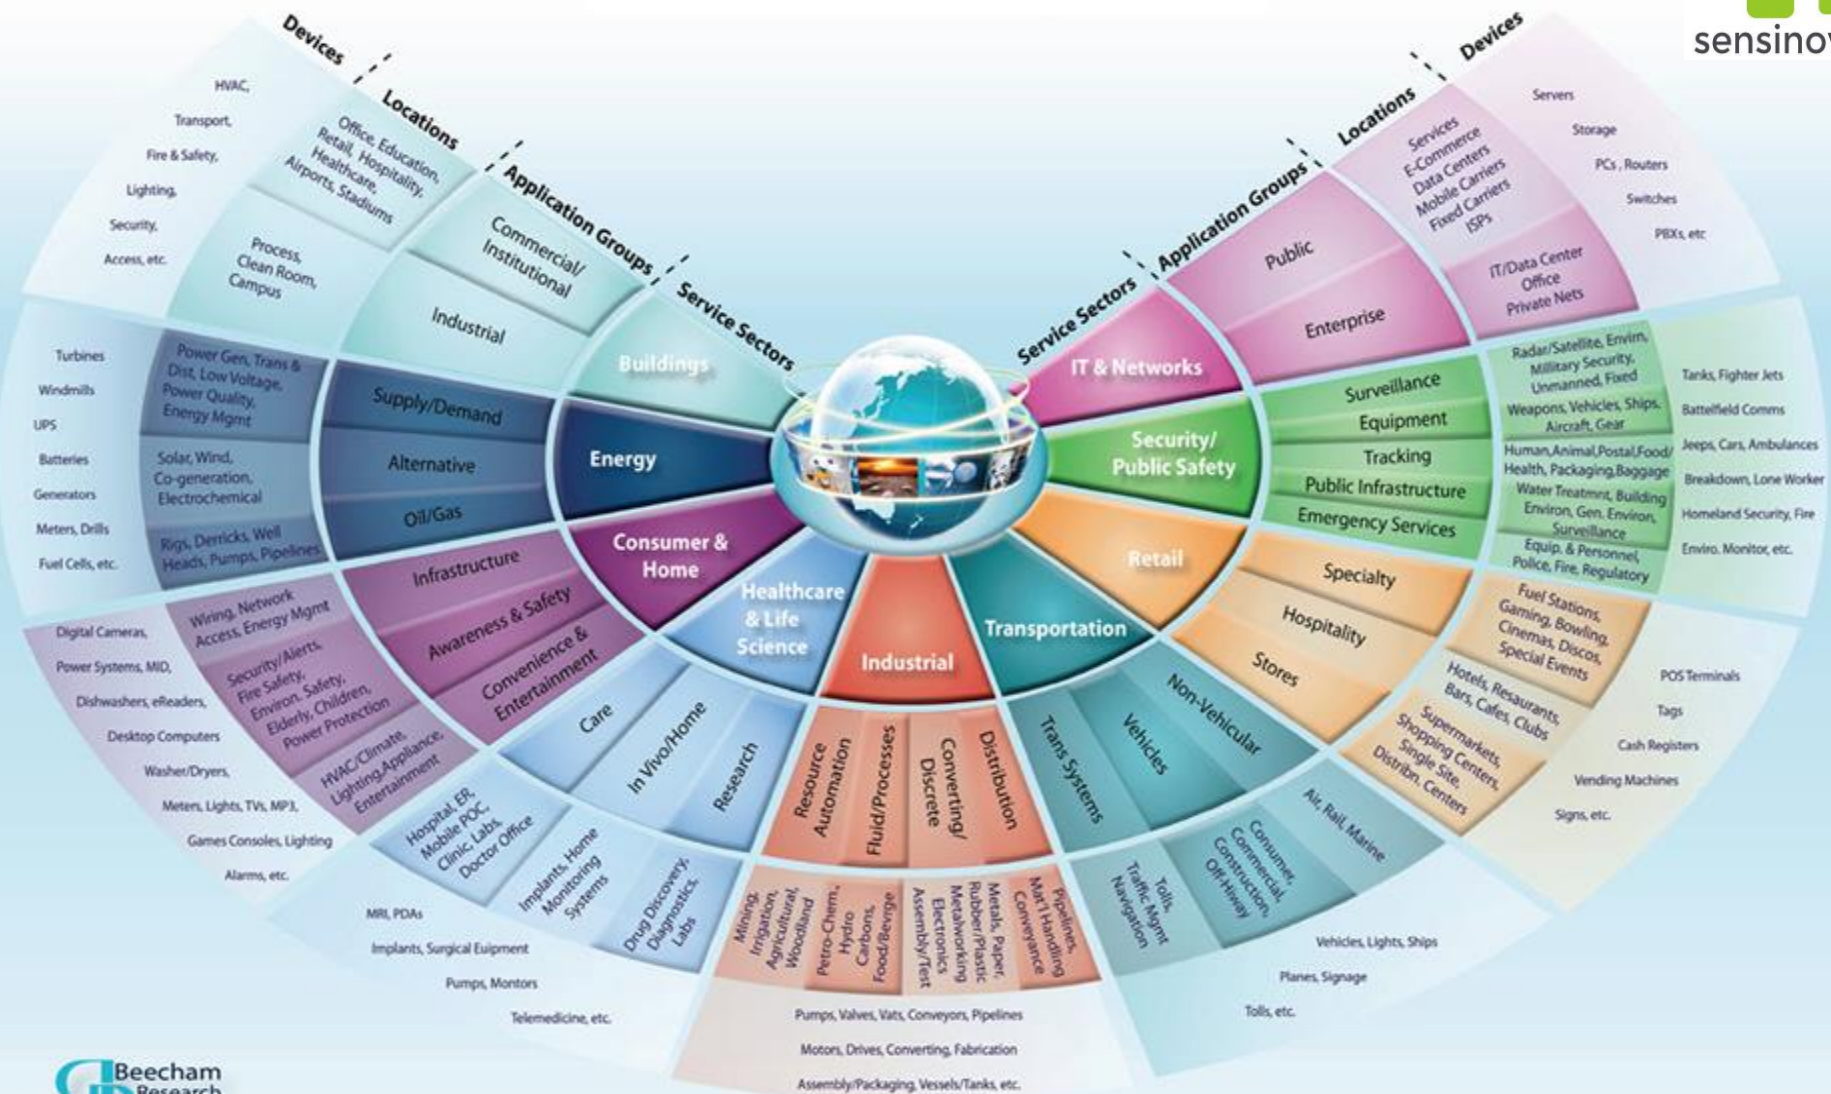 Devices
Locations
Application Groups
Service Sectors
Service Sectors
Application Groups
Locations
Devices
Buildings
Commercial/
Institutional
Industrial
Office, Education,
Retail, Hospitality,
Healthcare,
Airports, Stadiums
Process,
Clean Room,
Campus
HVAC,
Transport,
Fire & Safety,
Lighting,
Security,
Access, etc.
Energy
Supply/Demand
Alternative
Oil/Gas
Power Gen, Trans &
Dist, Low Voltage,
Power Quality,
Energy Mgmt
Solar, Wind,
Co-generation,
Electrochemical
Rigs, Derricks, Well
Heads, Pumps, Pipelines
Turbines
Windmills
UPS
Batteries
Generators
Meters, Drills
Fuel Cells, etc.
Consumer &
Home
Infrastructure
Awareness & Safety
Convenience &
Entertainment
Wiring, Network
Access, Energy Mgmt
Security/Alerts,
Fire Safety,
Environ. Safety,
Elderly, Children,
Power Protection
HVAC/Climate,
Lighting,Appliance,
Entertainment
Digital Cameras,
Power Systems, MID,
Dishwashers, eReaders,
Desktop Computers
Washer/Dryers,
Meters, Lights, TVs, MP3,
Games Consoles, Lighting
Alarms, etc.
Healthcare
& Life
Science
Care
In Vivo/Home
Research
Hospital, ER,
Mobile POC,
Clinic, Labs,
Doctor Office
Implants, Home
Monitoring
Systems
Drug Discovery,
Diagnostics,
Labs
MRI, PDAs
Implants, Surgical Euipment
Pumps, Montors
Telemedicine, etc.
Industrial
Resource
Automation
Fluid/Processes
Converting/
Discrete
Distribution
Mining,
Irrigation,
Agricultural,
Woodland
Petro-Chem.,
Hydro
Carbons,
Food/Bevrge
Metals, Paper,
Rubber/Plastic
Metalworking
Electronics
Assembly/Test
Pipelines,
Mat'l Handling
Conveyance
Pumps, Valves, Vats, Conveyors, Pipelines
Motors, Drives, Converting, Fabrication
Assembly/Packaging, Vessels/Tanks, etc.
Transportation
Non-Vehicular
Vehicles
Trans Systems
Air, Rail, Marine
Consumer,
Commercial,
Construction,
Off-Hiway
Tolls,
Traffic Mgmt
Navigation
Vehicles, Lights, Ships
Planes, Signage
Tolls, etc.
Retail
Specialty
Hospitality
Stores
Fuel Stations,
Gaming, Bowling,
Cinemas, Discos,
Special Events
Hotels, Resaurants,
Bars, Cafes, Clubs
Supermarkets,
Shopping Centers,
Single Site,
Distribn. Centers
POS Terminals
Tags
Cash Registers
Vending Machines
Signs, etc.
Security/
Public Safety
Surveillance
Equipment
Tracking
Public Infrastructure
Emergency Services
Radar/Satellite, Envirn,
Millitary Security,
Unmanned, Fixed
Weapons, Vehicles, Ships,
Aircraft, Gear
Human,Animal,Postal,Food/
Health, Packaging,Baggage
Water Treatmnt, Building
Environ, Gen. Environ,
Surveillance
Equip. & Personnel,
Police, Fire, Regulatory
Tanks, Fighter Jets
Battelfield Comms
Jeeps, Cars, Ambulances
Breakdown, Lone Worker
Homeland Security, Fire
Enviro. Monitor, etc.
IT & Networks
Public
Enterprise
Services
E-Commerce
Data Centers
Mobile Carriers
Fixed Carriers
ISPs
IT/Data Center
Office
Private Nets
Servers
Storage
PCs , Routers
Switches
PBXs, etc
Beecham
Research